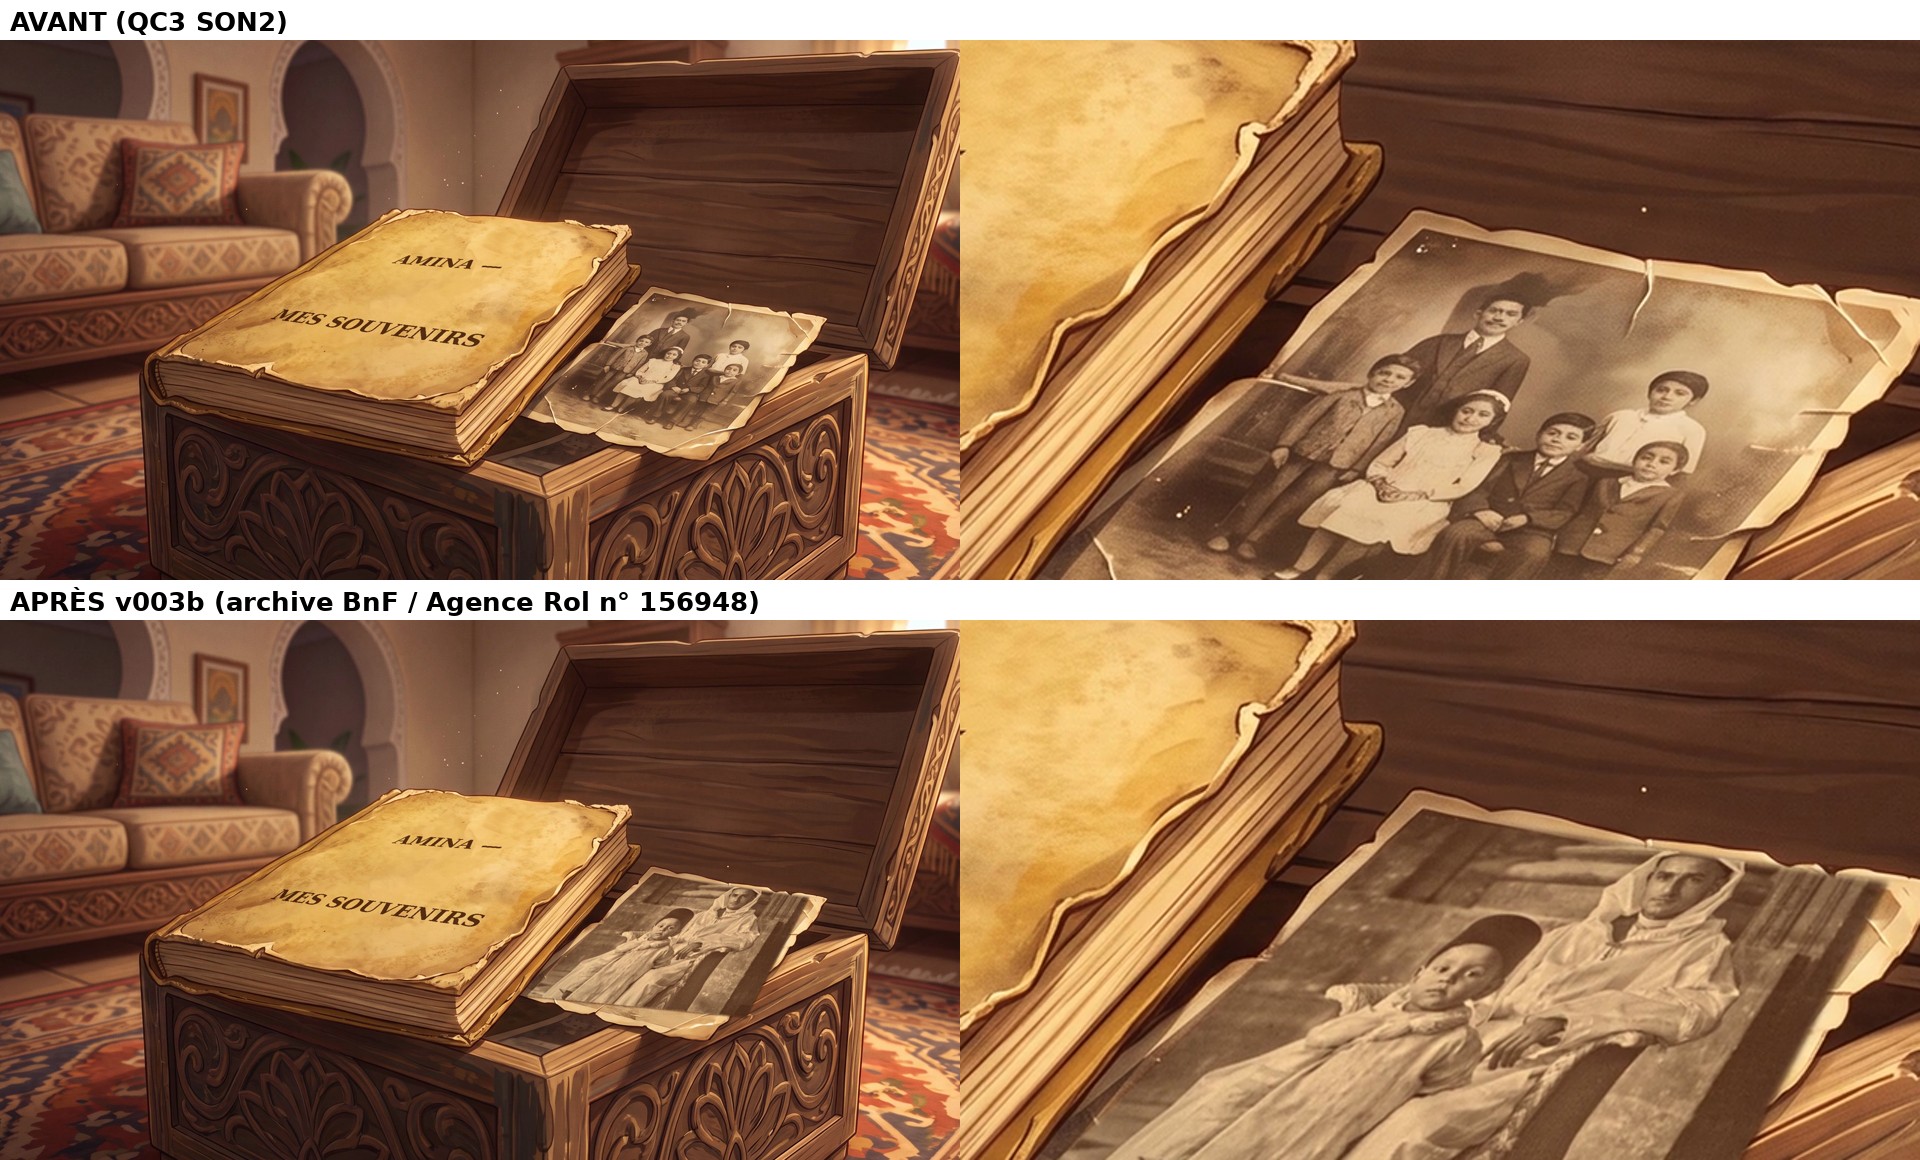 AVANT (QC3 SON2)
AMINA —
MES SOUVENIRS
APRÈS v003b (archive BnF / Agence Rol n° 156948)
AMINA —
MES SOUVENIRS